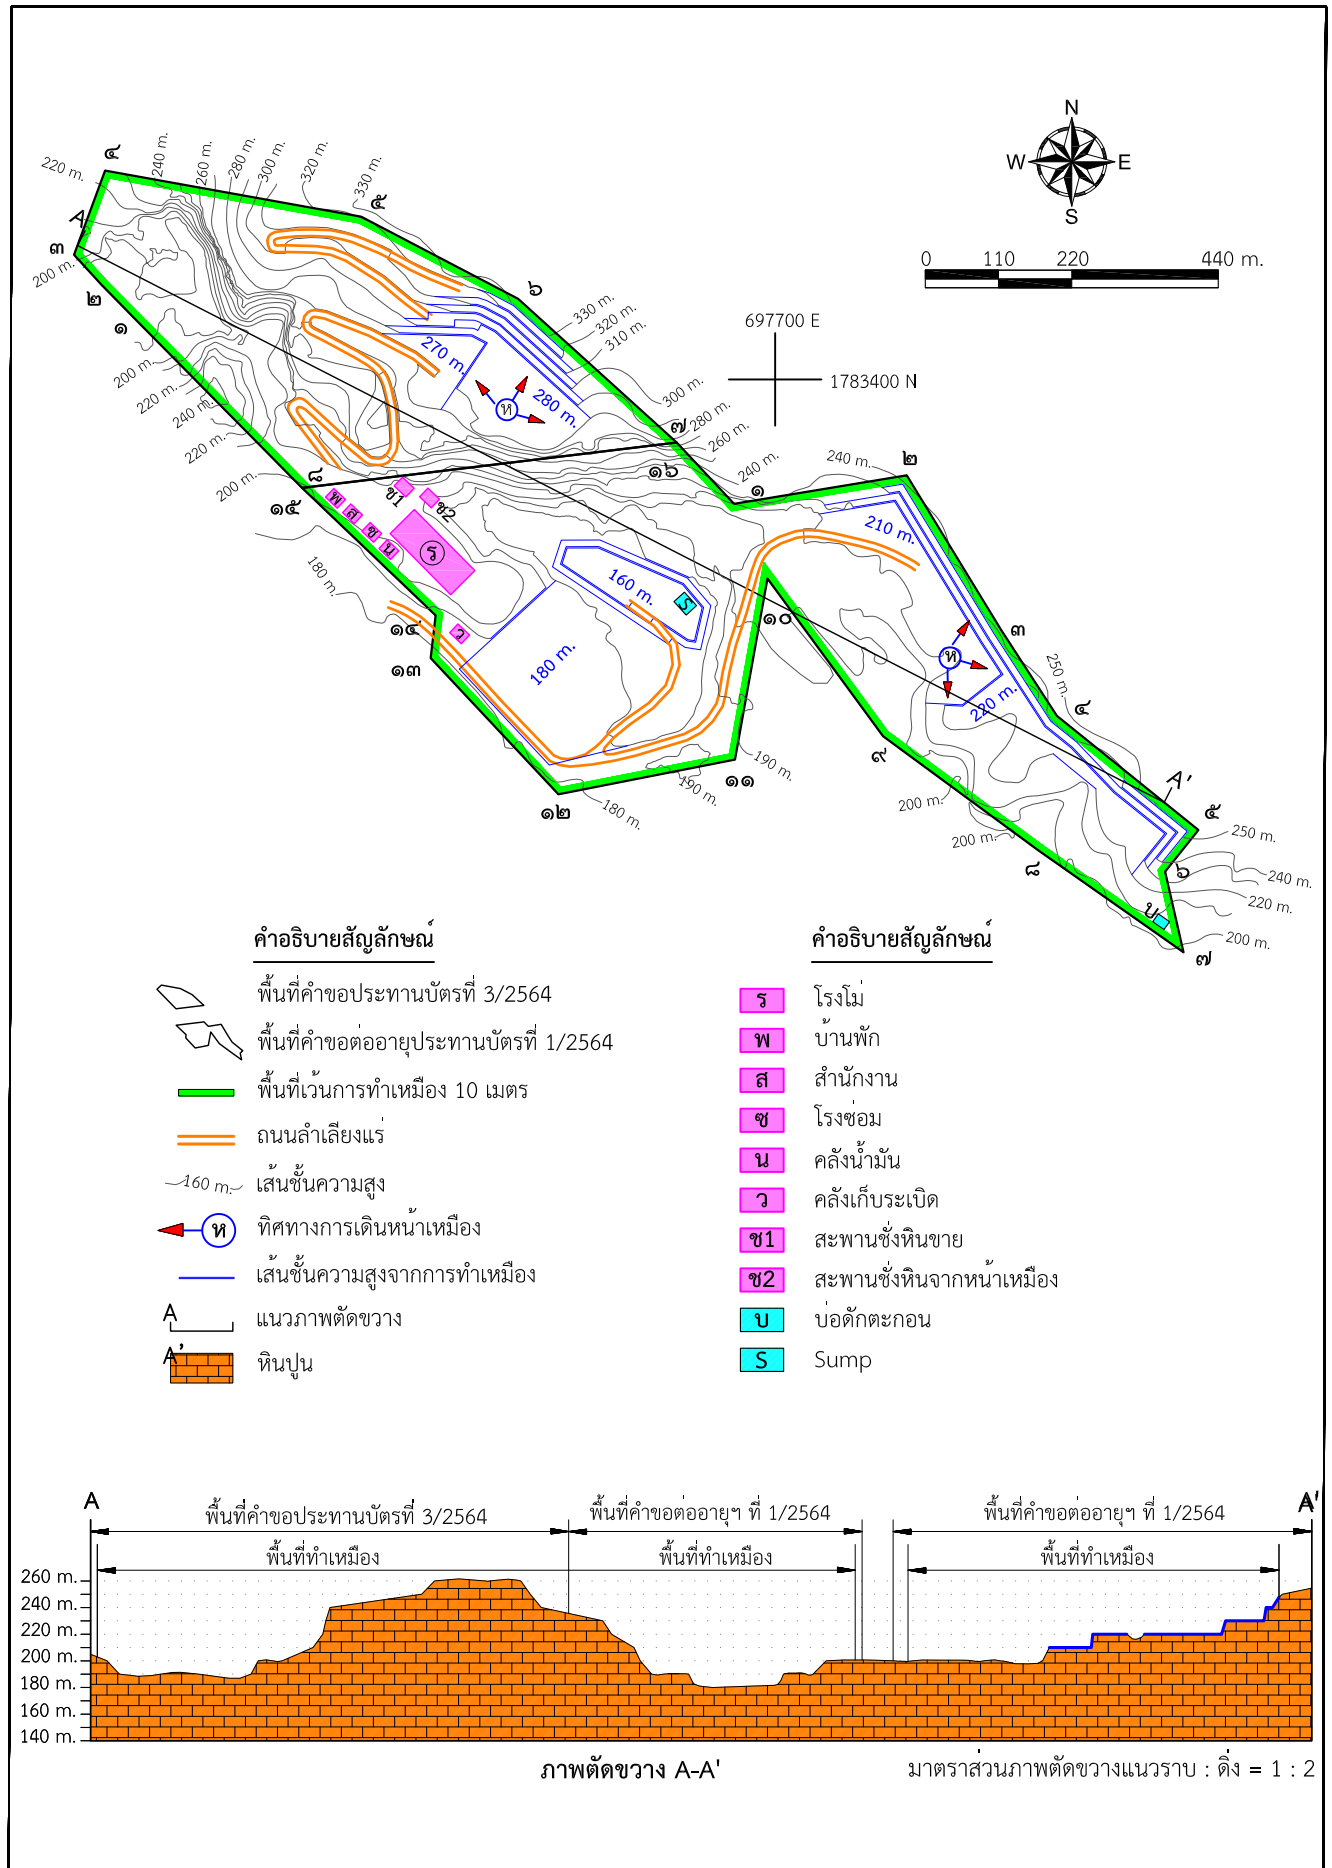 N
W E
S
0 110 220 440 m.
697700 E
1783400 N
220 m.
๔
240 m.
260 m.
280 m.
300 m.
320 m.
330 m.
๕
A
๓
200 m.
๒
๑
๖
330 m.
320 m.
310 m.
270 m.
280 m.
ห
300 m.
200 m.
220 m.
240 m.
220 m.
200 m.
๗
280 m.
260 m.
๑๖
240 m.
๑
240 m.
๒
๘
๑๕
พ
ส
ซ
น
ช1
ช2
ร
210 m.
180 m.
160 m.
S
๑๐
๓
ห
250 m.
๑๔
๑๓
ว
180 m.
220 m.
๔
๙
190 m.
190 m.
๑๑
180 m.
๑๒
200 m.
200 m.
๘
A'
๕
250 m.
๖
240 m.
220 m.
บ
200 m.
๗
คำอธิบายสัญลักษณ์
พื้นที่คำขอประทานบัตรที่ 3/2564
พื้นที่คำขอต่ออายุประทานบัตรที่ 1/2564
พื้นที่เว้นการทำเหมือง 10 เมตร
ถนนลำเลียงแร่
160 m. เส้นชั้นความสูง
ห ทิศทางการเดินหน้าเหมือง
เส้นชั้นความสูงจากการทำเหมือง
A A' แนวภาพตัดขวาง
หินปูน
คำอธิบายสัญลักษณ์
ร โรงโม่
พ บ้านพัก
ส สำนักงาน
ซ โรงซ่อม
น คลังน้ำมัน
ว คลังเก็บระเบิด
ช1 สะพานชั่งหินขาย
ช2 สะพานชั่งหินจากหน้าเหมือง
บ บ่อดักตะกอน
S Sump
A A'
พื้นที่คำขอประทานบัตรที่ 3/2564 พื้นที่คำขอต่ออายุฯ ที่ 1/2564 พื้นที่คำขอต่ออายุฯ ที่ 1/2564
พื้นที่ทำเหมือง พื้นที่ทำเหมือง พื้นที่ทำเหมือง
260 m.
240 m.
220 m.
200 m.
180 m.
160 m.
140 m.
ภาพตัดขวาง A-A'
มาตราส่วนภาพตัดขวางแนวราบ : ดิ่ง = 1 : 2